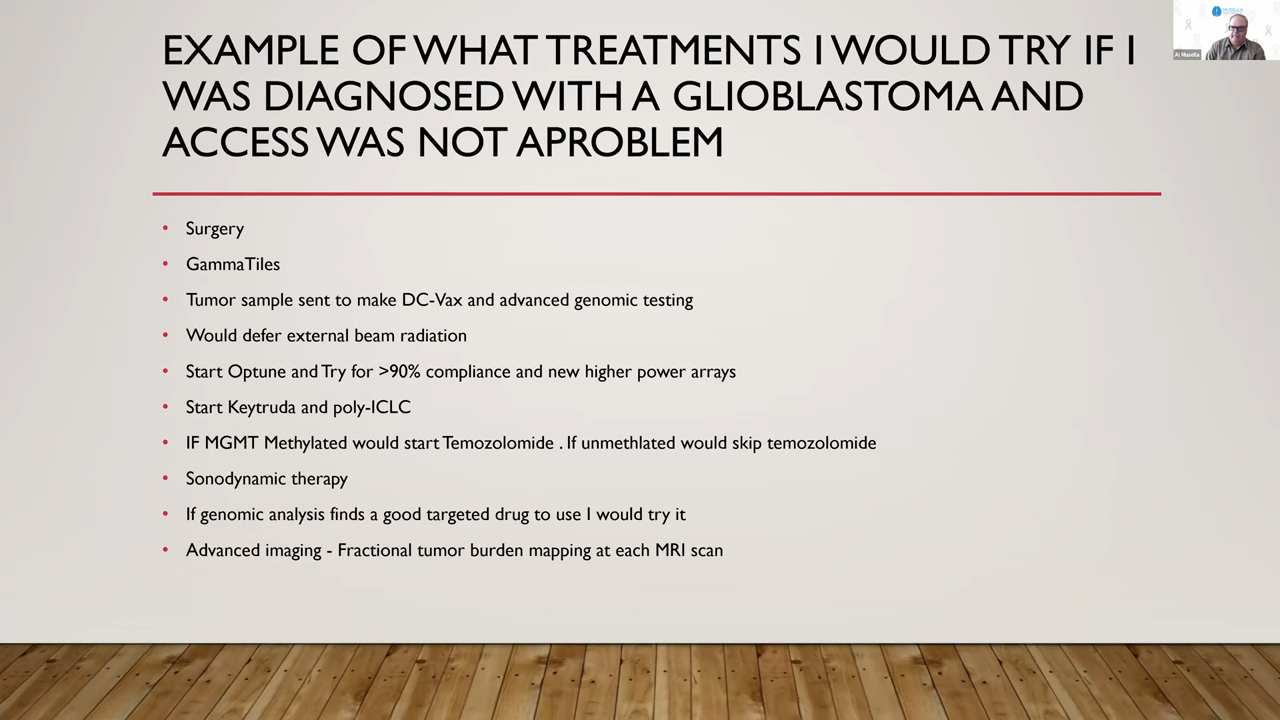 EXAMPLE OF WHAT TREATMENTS I WOULD TRY IF I
WAS DIAGNOSED WITH A GLIOBLASTOMA AND
ACCESS WAS NOT APROBLEM
• Surgery
• GammaTiles
• Tumor sample sent to make DC-Vax and advanced genomic testing
• Would defer external beam radiation
• Start Optune and Try for >90% compliance and new higher power arrays
• Start Keytruda and poly-ICLC
• IF MGMT Methylated would start Temozolomide . If unmethlated would skip temozolomide
• Sonodynamic therapy
• If genomic analysis finds a good targeted drug to use I would try it
• Advanced imaging - Fractional tumor burden mapping at each MRI scan
MUSELLA
Al Musella